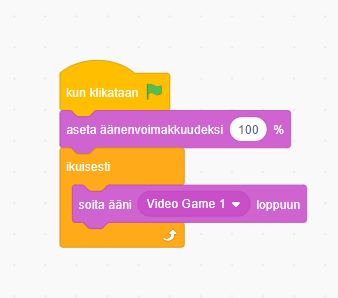 kun klikataan
aseta äänenvoimakkuudeksi 100 %
ikuisesti
soita ääni Video Game 1 loppuun